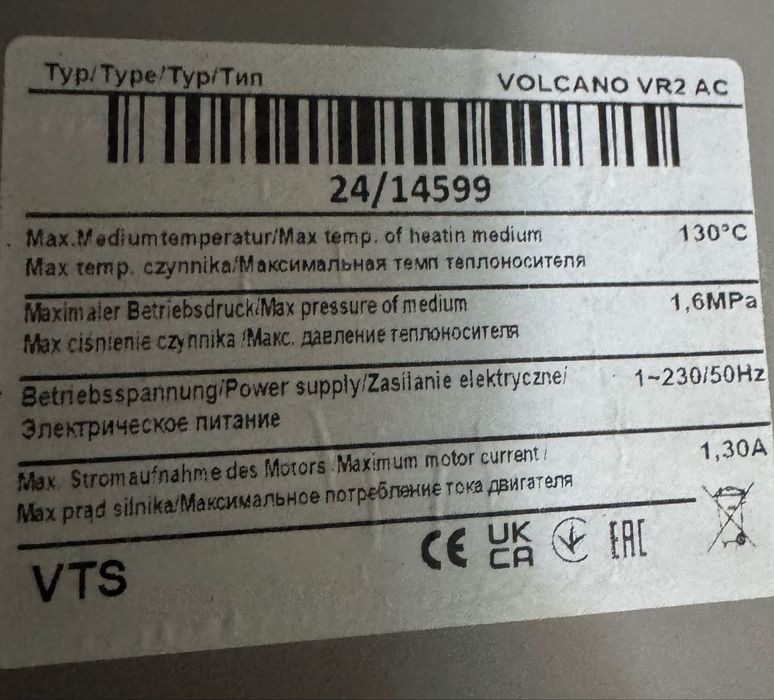 Typ/Type/Typ/Тип VOLCANO VR2 AC
24/14599
Max.Mediumtemperatur/Max temp. of heatin medium 130°C
Max temp. czynnika/Максимальная темп теплоносителя
Maximaler Betriebsdruck/Max pressure of medium 1,6MPa
Max ciśnienie czynnika /Макс. давление теплоносителя
Betriebsspannung/Power supply/Zasilanie elektryczne/ 1~230/50Hz
Электрическое питание
Max. Stromaufnahme des Motors /Maximum motor current / 1,30A
Max prąd silnika/Максимальное потребление тока двигателя
CE UK CA EAC
VTS